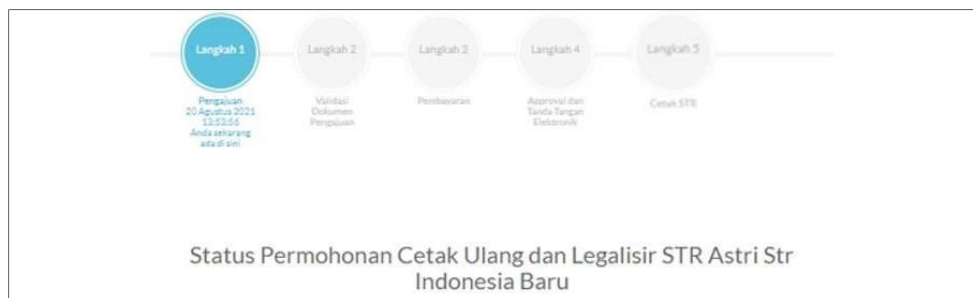 Langkah 1
Langkah 2
Langkah 3
Langkah 4
Langkah 5
Pengajuan
20 Agustus 2021
13:53:56
Anda sekarang
ada di sini
Validasi
Dokumen
Pengajuan
Pembayaran
Approval dan
Tanda Tangan
Elektronik
Cetak STR
Status Permohonan Cetak Ulang dan Legalisir STR Astri Str
Indonesia Baru